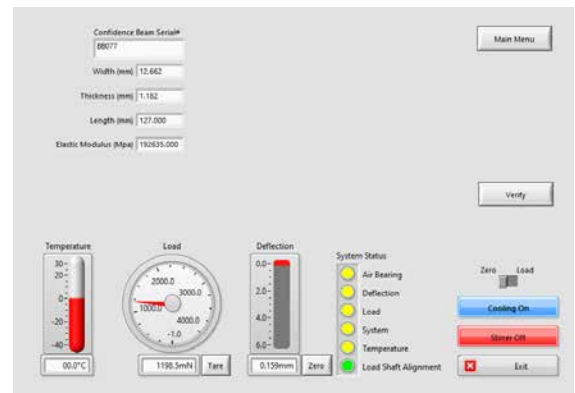 Confidence Beam Serial#
BB077
Main Menu
Width (mm) 12.662
Thickness (mm) 1.182
Length (mm) 127.000
Elastic Modulus (Mpa) 192635.000
Verify
Temperature
30-
20-
0-
-20-
-40-
00.0°C
Load
2000.0
3000.0
1000.0
4000.0
-1.0
1198.5mN
Tare
Deflection
0.0-
2.0-
4.0-
6.0-
0.159mm
Zero
System Status
Air Bearing
Deflection
Load
System
Temperature
Load Shaft Alignment
Zero Load
Cooling On
Stirrer Off
Exit